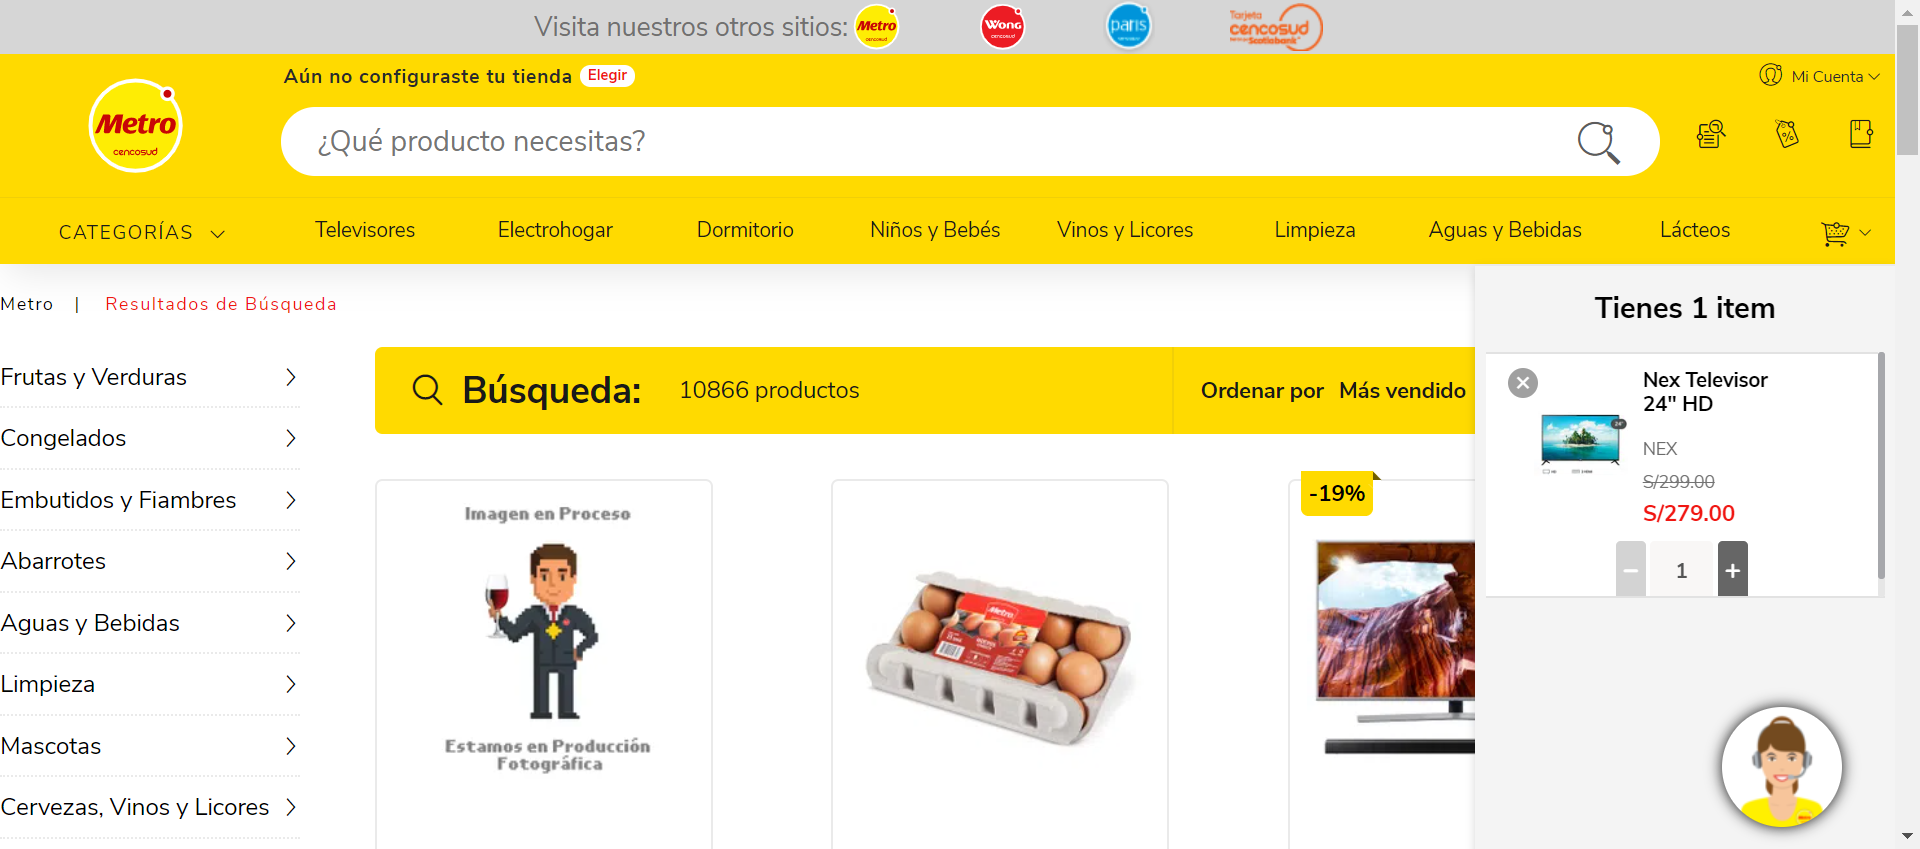 Visita nuestros otros sitios:
Metro
cencosud
Wong
cencosud
paris
Tarjeta
cencosud
Scotiabank
Aún no configuraste tu tienda Elegir
Mi Cuenta
Metro
cencosud
¿Qué producto necesitas?
CATEGORÍAS
Televisores
Electrohogar
Dormitorio
Niños y Bebés
Vinos y Licores
Limpieza
Aguas y Bebidas
Lácteos
Metro | Resultados de Búsqueda
Tienes 1 item
Frutas y Verduras
Congelados
Embutidos y Fiambres
Abarrotes
Aguas y Bebidas
Limpieza
Mascotas
Cervezas, Vinos y Licores
Búsqueda: 10866 productos
Ordenar por Más vendido
Imagen en Proceso
Estamos en Producción
Fotográfica
Metro
-19%
Nex Televisor
24" HD
24"
NEX
S/299.00
S/279.00
− 1 +